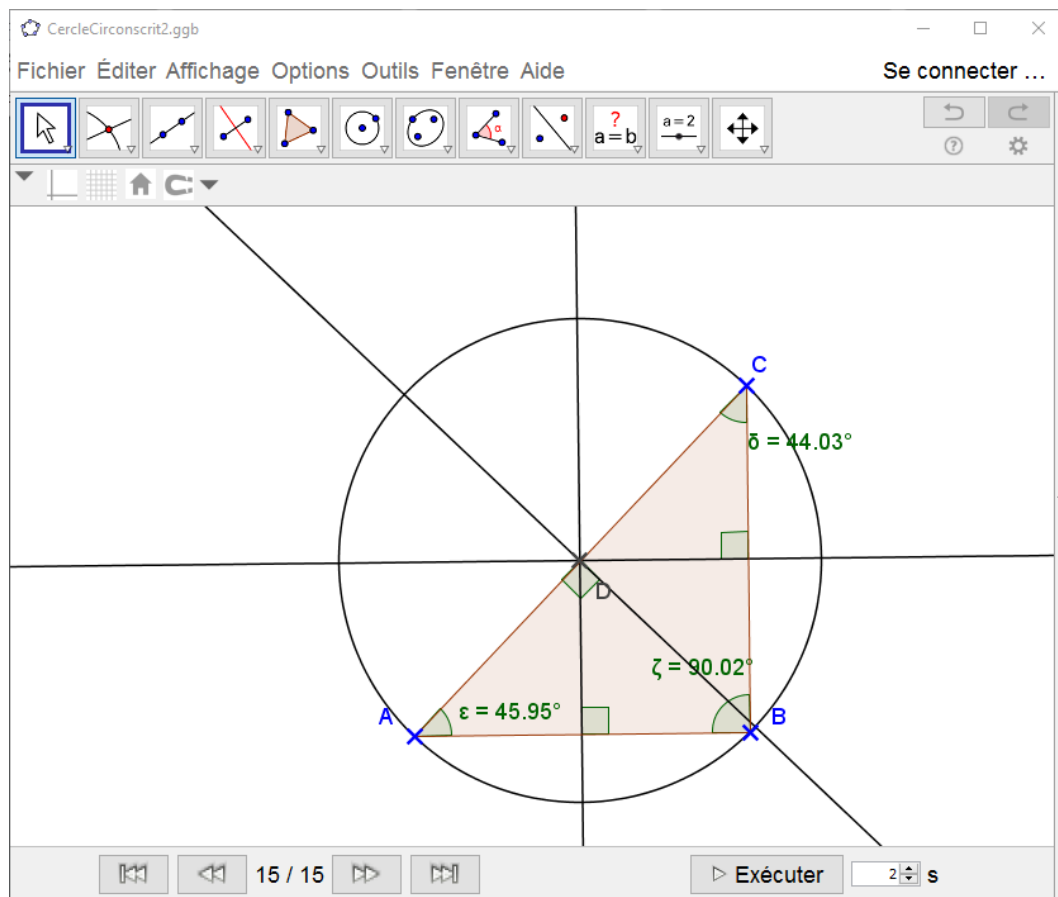 CercleCirconscrit2.ggb
Fichier Éditer Affichage Options Outils Fenêtre Aide Se connecter ...
α ? a=b a=2
?
C
δ = 44.03°
D
ζ = 90.02°
A ε = 45.95° B
15 / 15 Exécuter 2 s